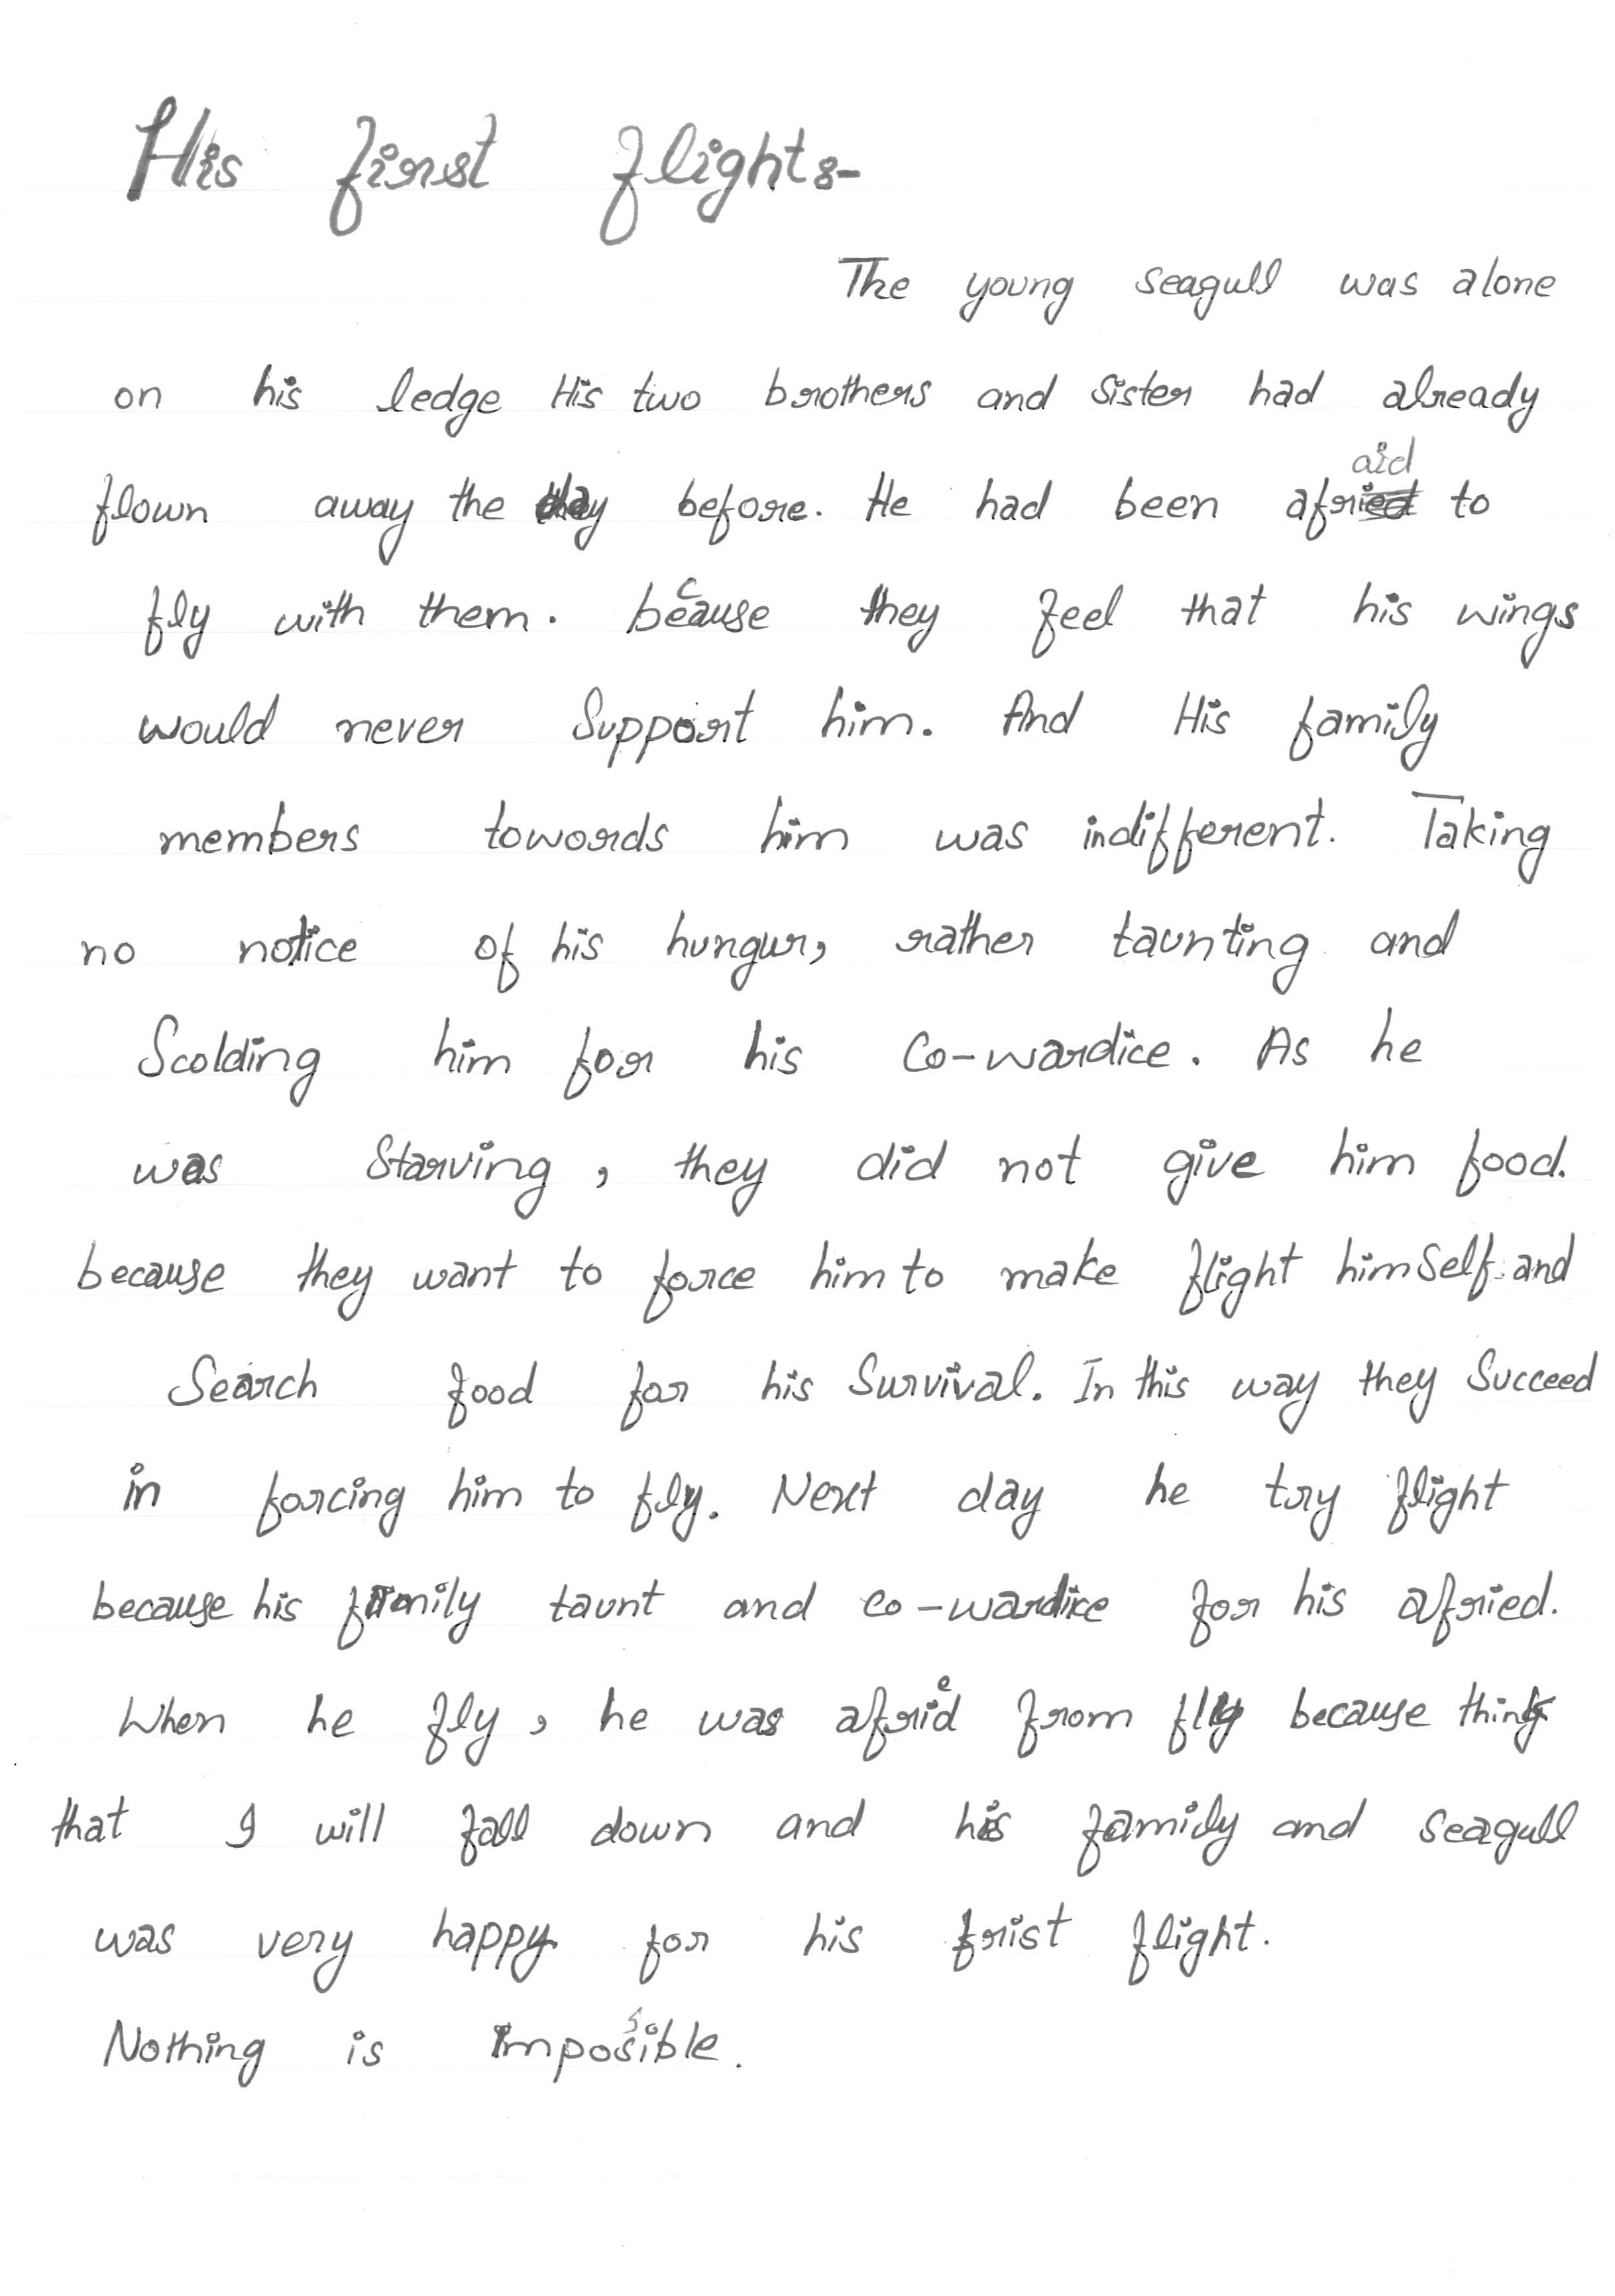 His first flight:-
The young seagull was alone
on his ledge His two brothers and sister had already
flown away the day before. He had been afraid to
fly with them. because they feel that his wings
would never support him. And His family
members towords him was indifferent. Taking
no notice of his hungur, rather taunting and
Scolding him for his Co-wardice. As he
was Starving, they did not give him food.
because they want to force him to make flight himself and
Search food for his Survival. In this way they Succeed
in forcing him to fly. Next day he try flight
because his family taunt and co-wardice for his afried.
When he fly, he was afried from fly because think
that I will fall down and his family and seagull
was very happy for his frist flight.
Nothing is Impossible.